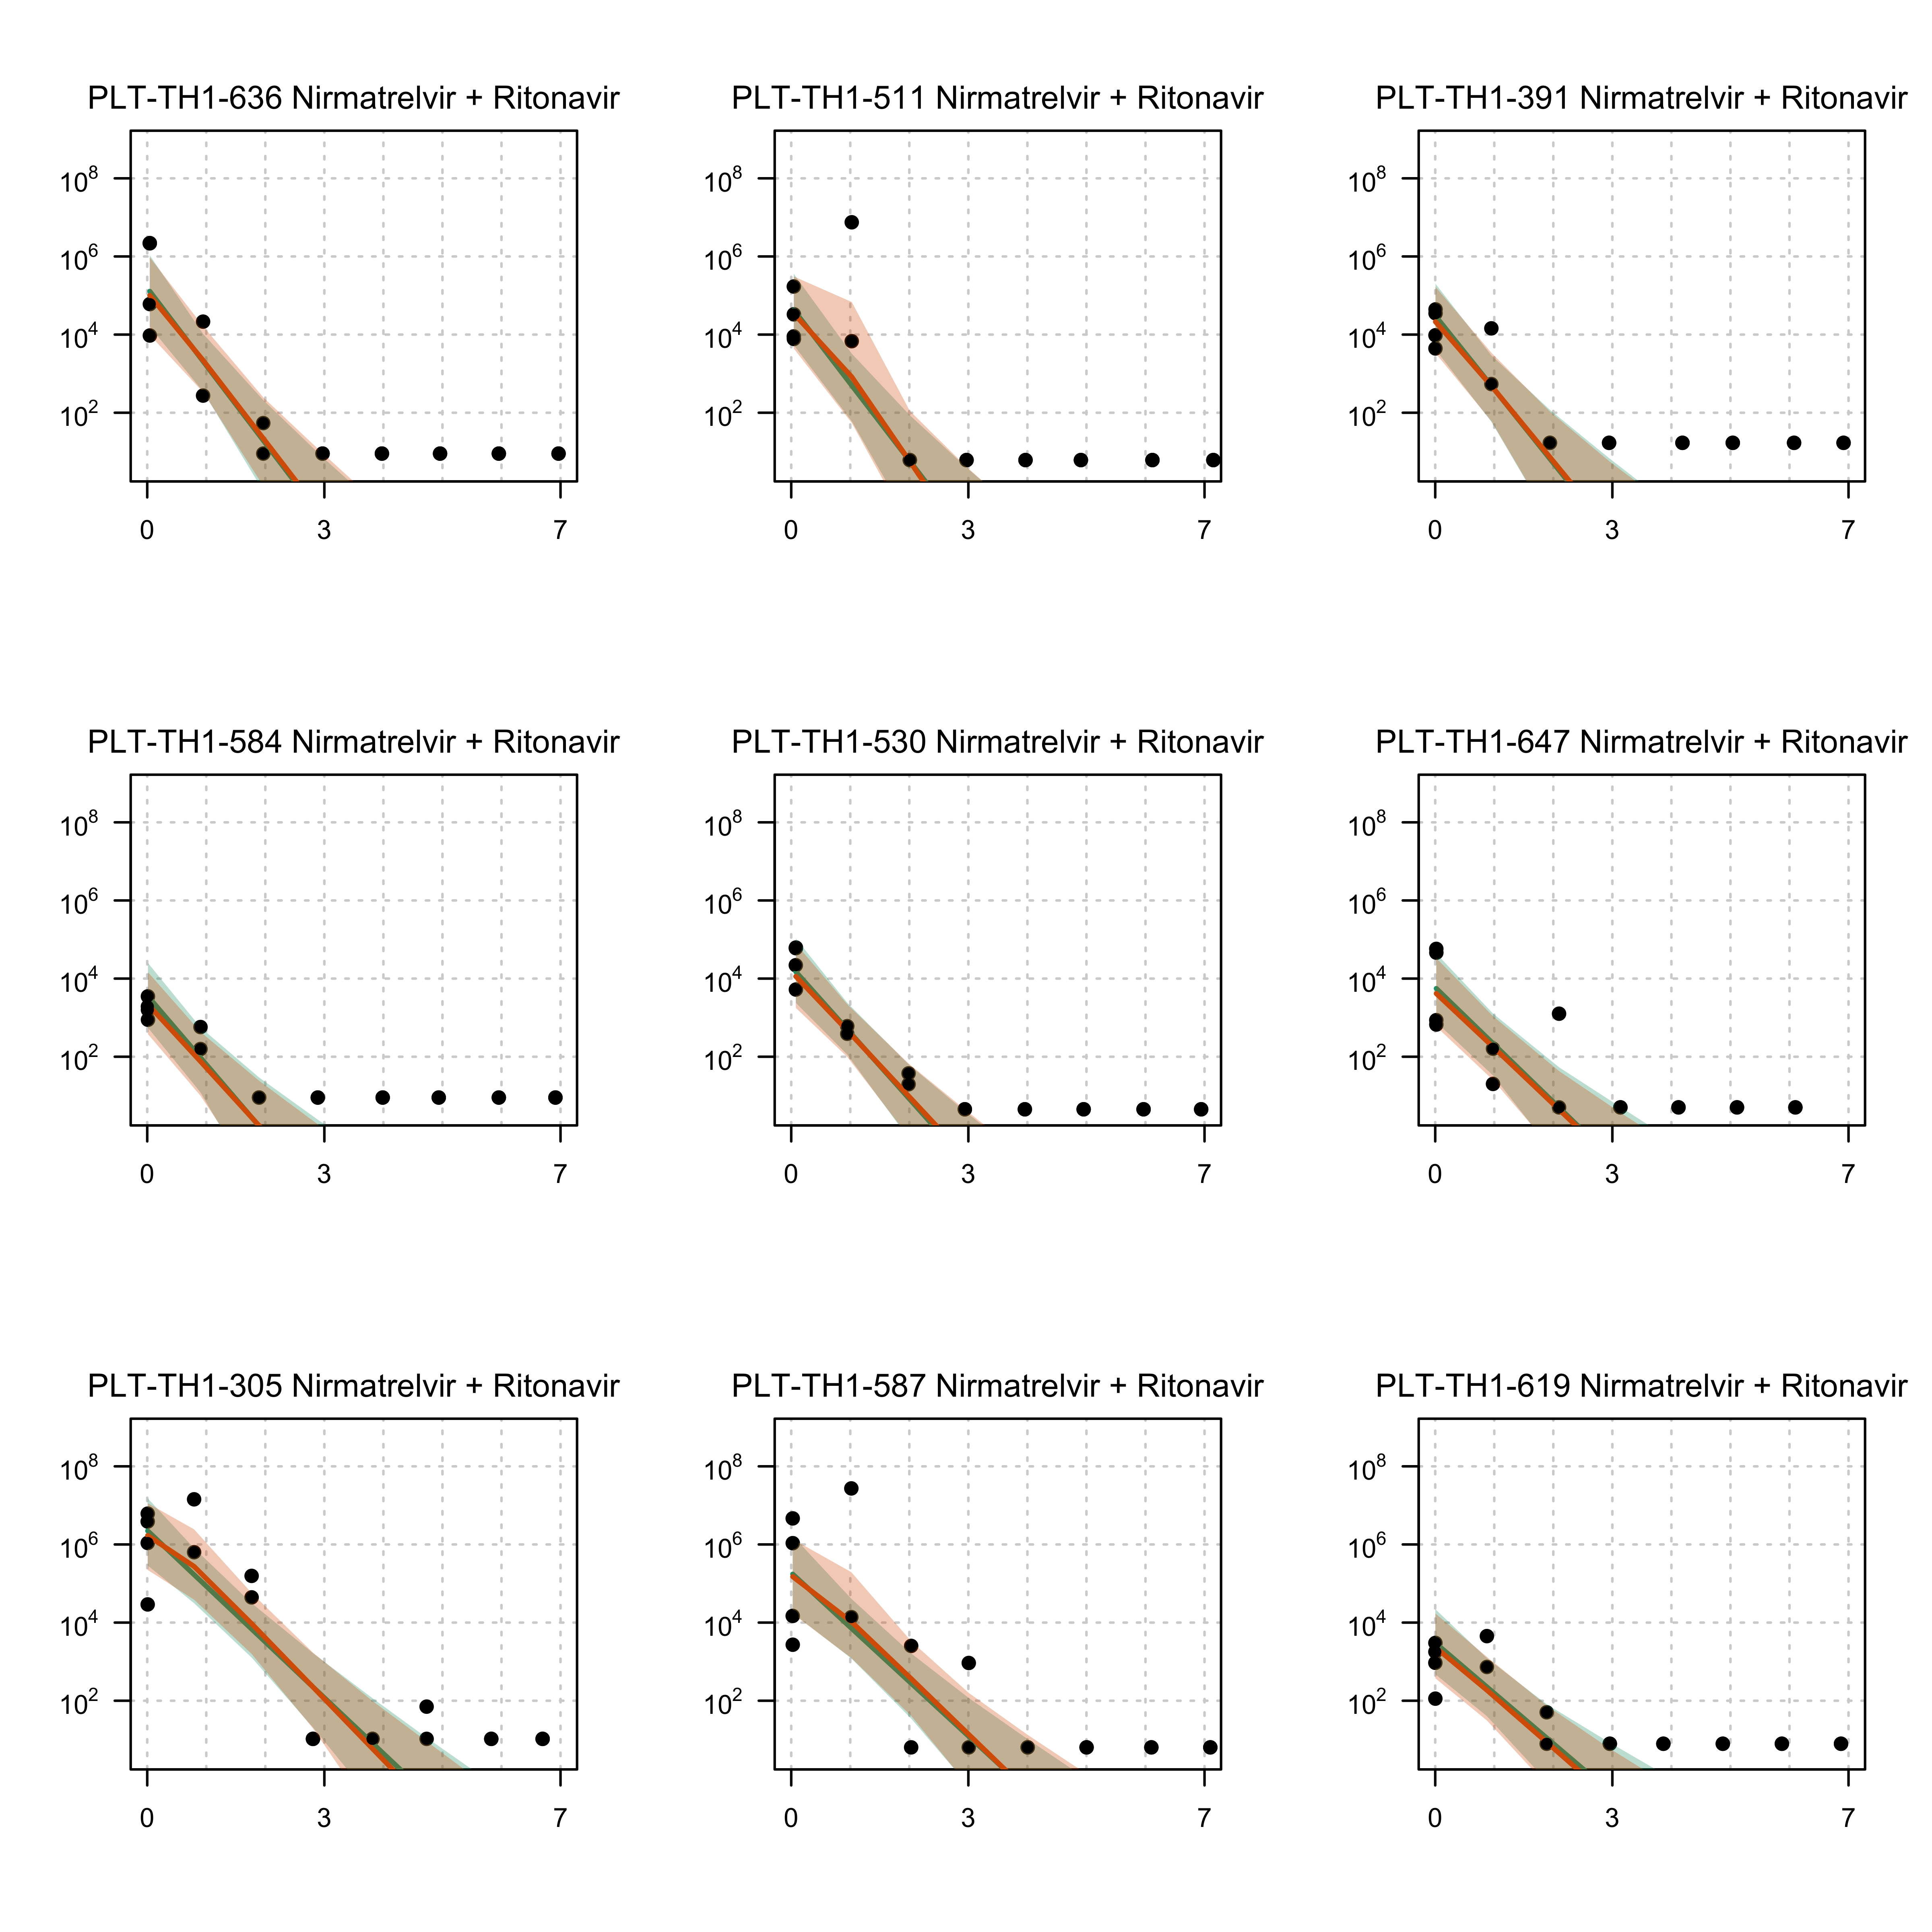 PLT-TH1-636 Nirmatrelvir + Ritonavir
10^8
10^6
10^4
10^2
0 3 7
PLT-TH1-511 Nirmatrelvir + Ritonavir
10^8
10^6
10^4
10^2
0 3 7
PLT-TH1-391 Nirmatrelvir + Ritonavir
10^8
10^6
10^4
10^2
0 3 7
PLT-TH1-584 Nirmatrelvir + Ritonavir
10^8
10^6
10^4
10^2
0 3 7
PLT-TH1-530 Nirmatrelvir + Ritonavir
10^8
10^6
10^4
10^2
0 3 7
PLT-TH1-647 Nirmatrelvir + Ritonavir
10^8
10^6
10^4
10^2
0 3 7
PLT-TH1-305 Nirmatrelvir + Ritonavir
10^8
10^6
10^4
10^2
0 3 7
PLT-TH1-587 Nirmatrelvir + Ritonavir
10^8
10^6
10^4
10^2
0 3 7
PLT-TH1-619 Nirmatrelvir + Ritonavir
10^8
10^6
10^4
10^2
0 3 7